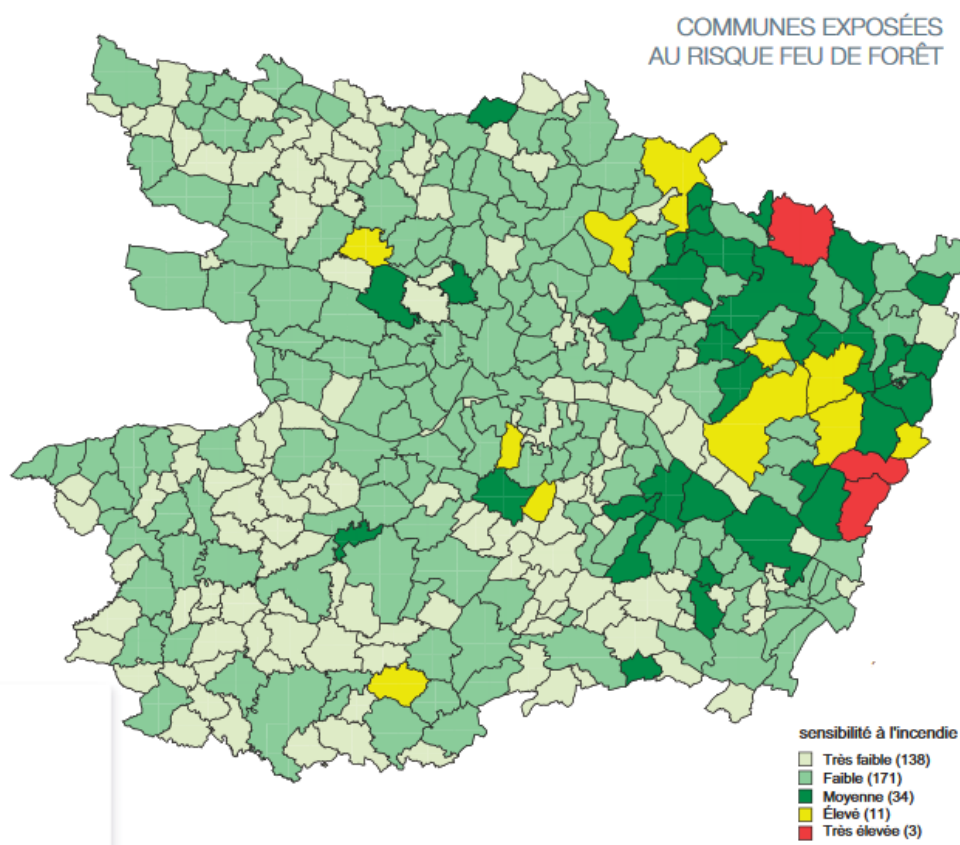 COMMUNES EXPOSÉES
AU RISQUE FEU DE FORÊT
sensibilité à l'incendie
Très faible (138)
Faible (171)
Moyenne (34)
Élevé (11)
Très élevée (3)